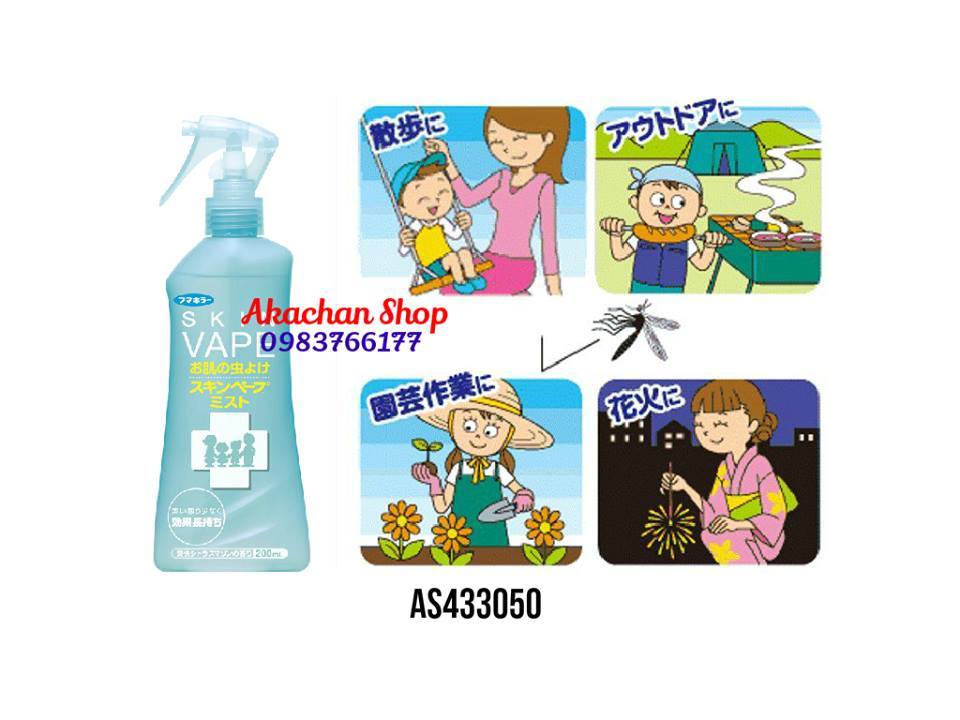 散歩に
アウトドアに
フマキラー
SKIN
VAPE
Akachan Shop
0983766177
お肌の虫よけ
スキンベープ
ミスト
園芸作業に
花火に
効果長持ち
200mL
AS433050